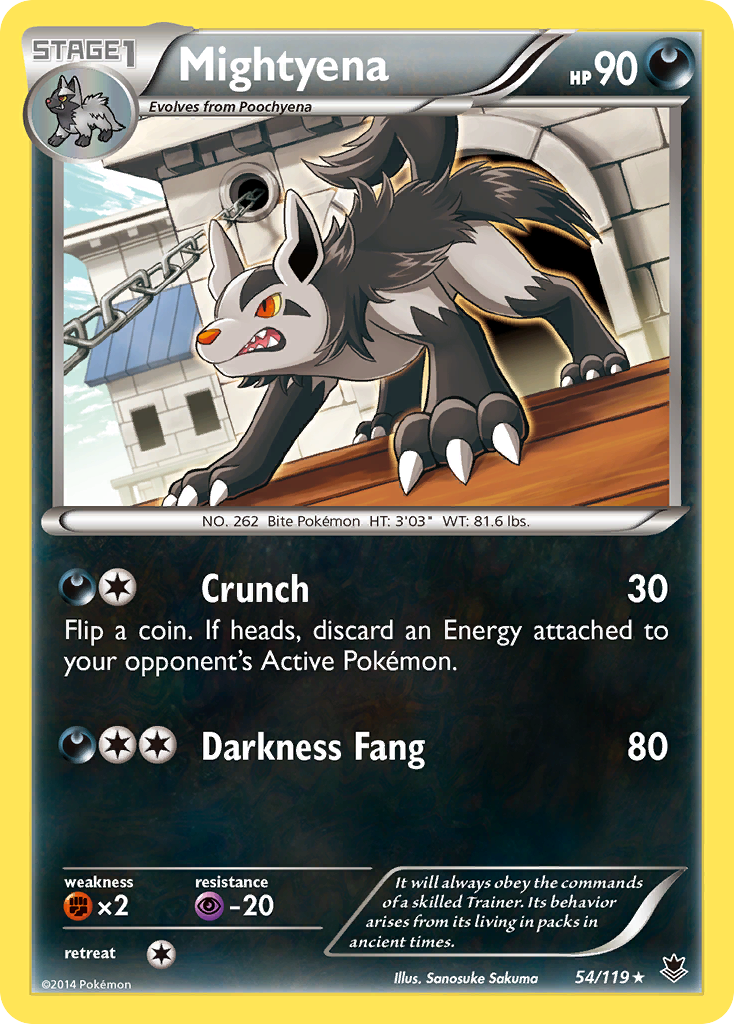 STAGE1
Mightyena
HP 90
Evolves from Poochyena
NO. 262 Bite Pokémon HT: 3'03" WT: 81.6 lbs.
Crunch 30
Flip a coin. If heads, discard an Energy attached to
your opponent's Active Pokémon.
Darkness Fang 80
weakness resistance
×2 -20
retreat
It will always obey the commands
of a skilled Trainer. Its behavior
arises from its living in packs in
ancient times.
©2014 Pokémon
Illus. Sanosuke Sakuma
54/119 ★